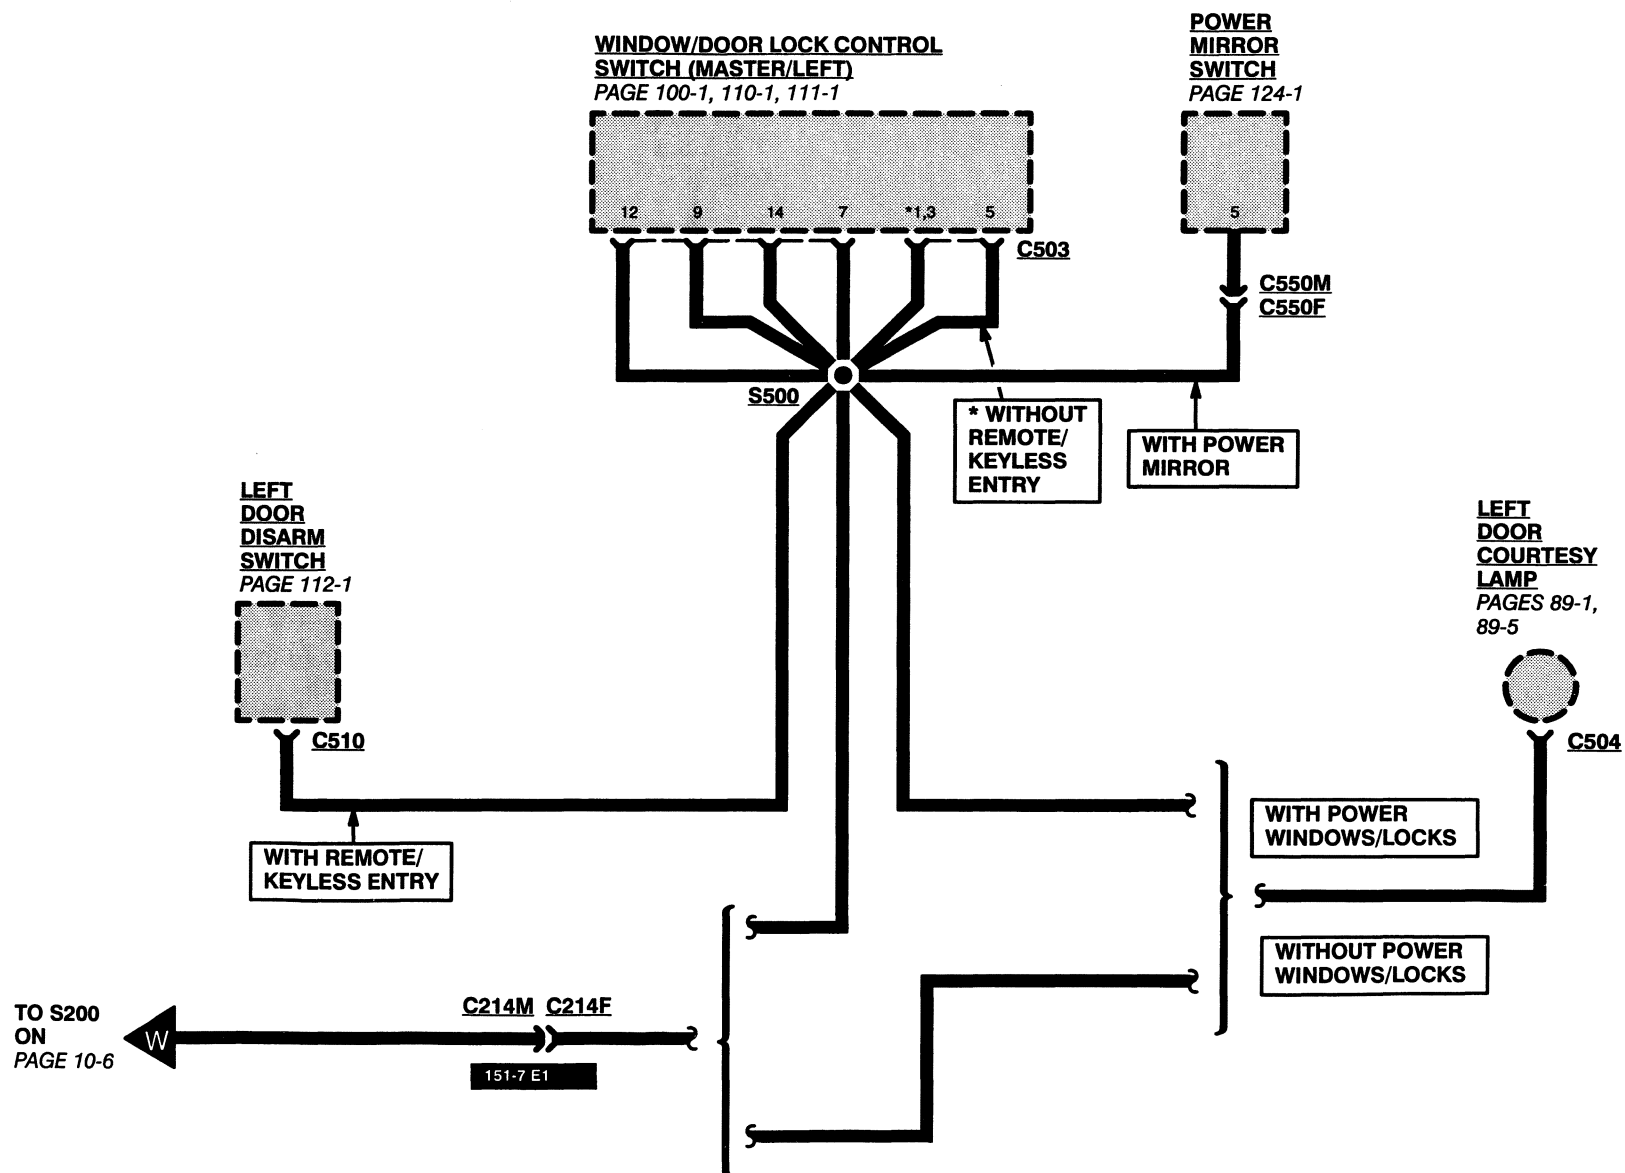 POWER
MIRROR
SWITCH
PAGE 124-1
WINDOW/DOOR LOCK CONTROL
SWITCH (MASTER/LEFT)
PAGE 100-1, 110-1, 111-1
12 9 14 7 *1,3 5
5
C503
C550M
C550F
S500
* WITHOUT
REMOTE/
KEYLESS
ENTRY
WITH POWER
MIRROR
LEFT
DOOR
DISARM
SWITCH
PAGE 112-1
LEFT
DOOR
COURTESY
LAMP
PAGES 89-1,
89-5
C510
C504
WITH REMOTE/
KEYLESS ENTRY
WITH POWER
WINDOWS/LOCKS
WITHOUT POWER
WINDOWS/LOCKS
TO S200
ON
PAGE 10-6
W
C214M C214F
151-7 E1